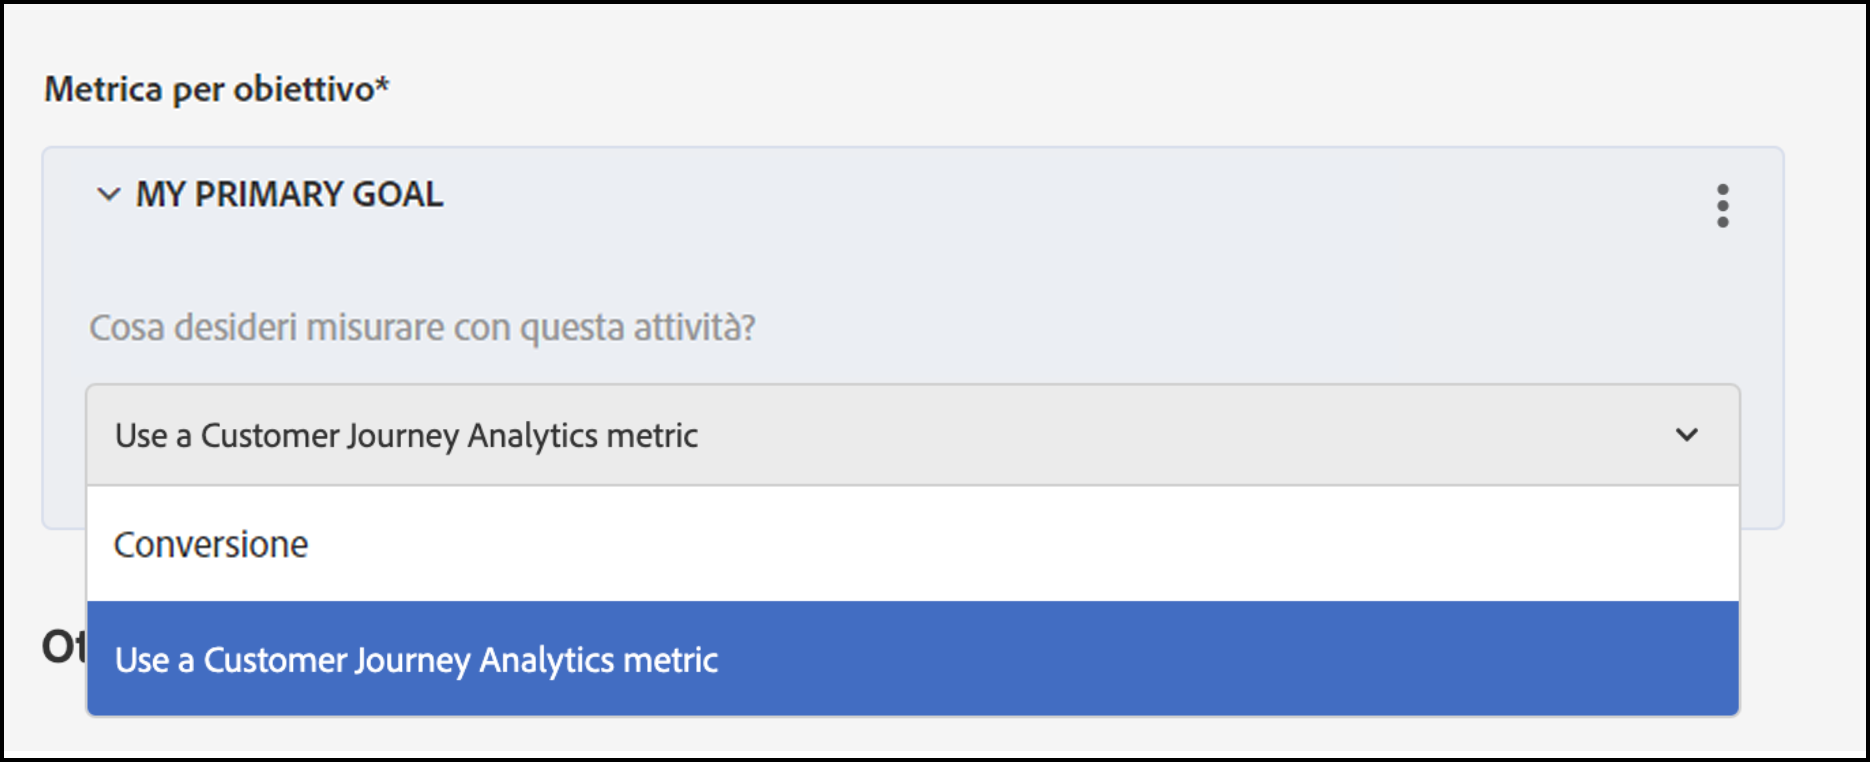 Metrica per obiettivo*
MY PRIMARY GOAL
Cosa desideri misurare con questa attività?
Use a Customer Journey Analytics metric
Conversione
Use a Customer Journey Analytics metric